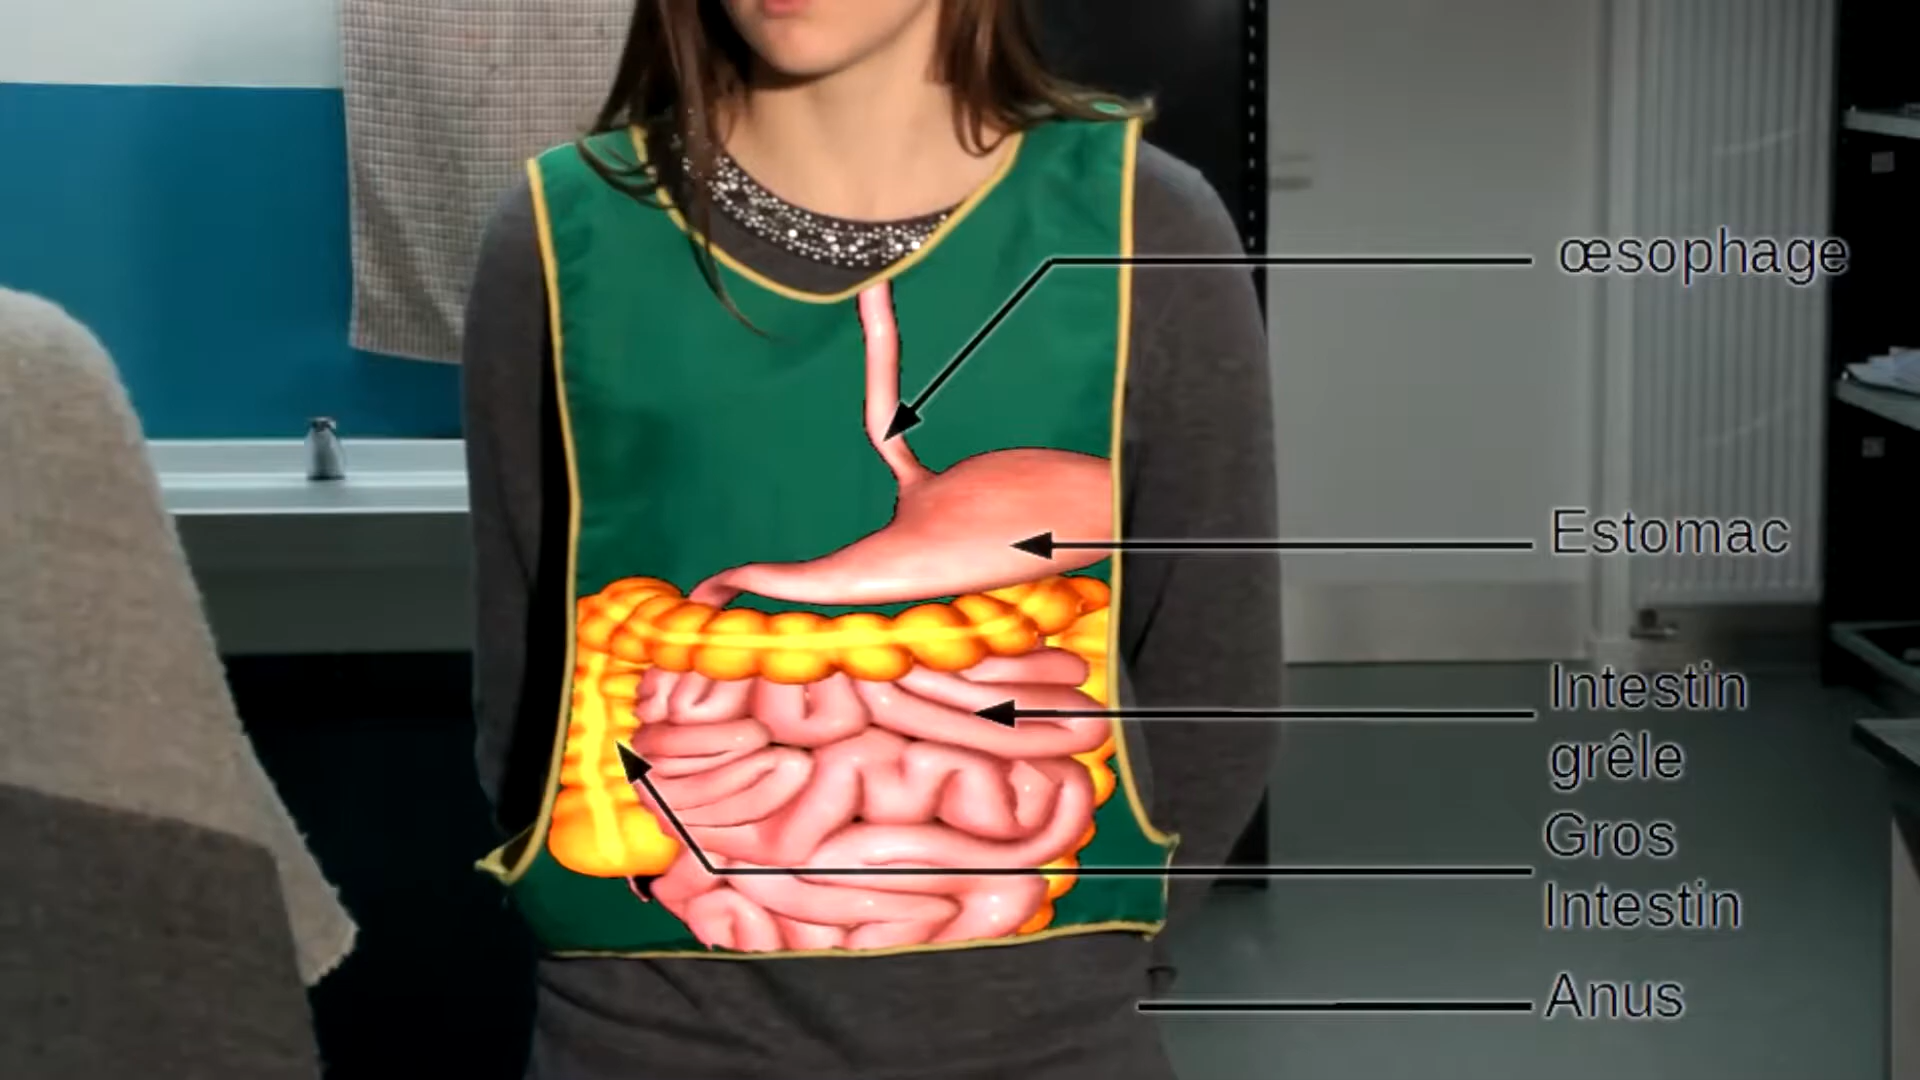 œsophage
Estomac
Intestin
grêle
Gros
Intestin
Anus